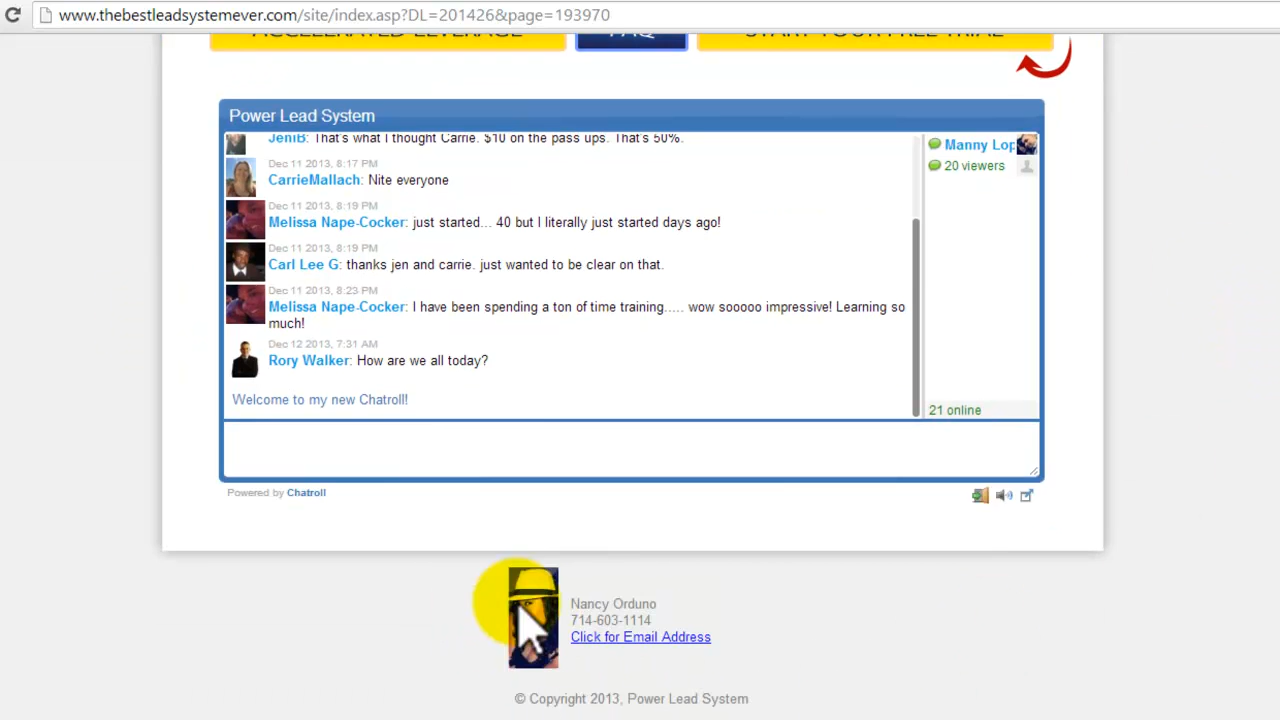 www.thebestleadsystemever.com/site/index.asp?DL=201426&page=193970
ACCELERATED LEVERAGE
FAQ
START YOUR FREE TRIAL
Power Lead System
JeniB: That's what I thought Carrie. $10 on the pass ups. That's 50%.
Dec 11 2013, 8:17 PM
CarrieMallach: Nite everyone
Dec 11 2013, 8:19 PM
Melissa Nape-Cocker: just started... 40 but I literally just started days ago!
Dec 11 2013, 8:19 PM
Carl Lee G: thanks jen and carrie. just wanted to be clear on that.
Dec 11 2013, 8:23 PM
Melissa Nape-Cocker: I have been spending a ton of time training..... wow sooooo impressive! Learning so
much!
Dec 12 2013, 7:31 AM
Rory Walker: How are we all today?
Welcome to my new Chatroll!
Manny Lop
20 viewers
21 online
Powered by Chatroll
Nancy Orduno
714-603-1114
Click for Email Address
© Copyright 2013, Power Lead System